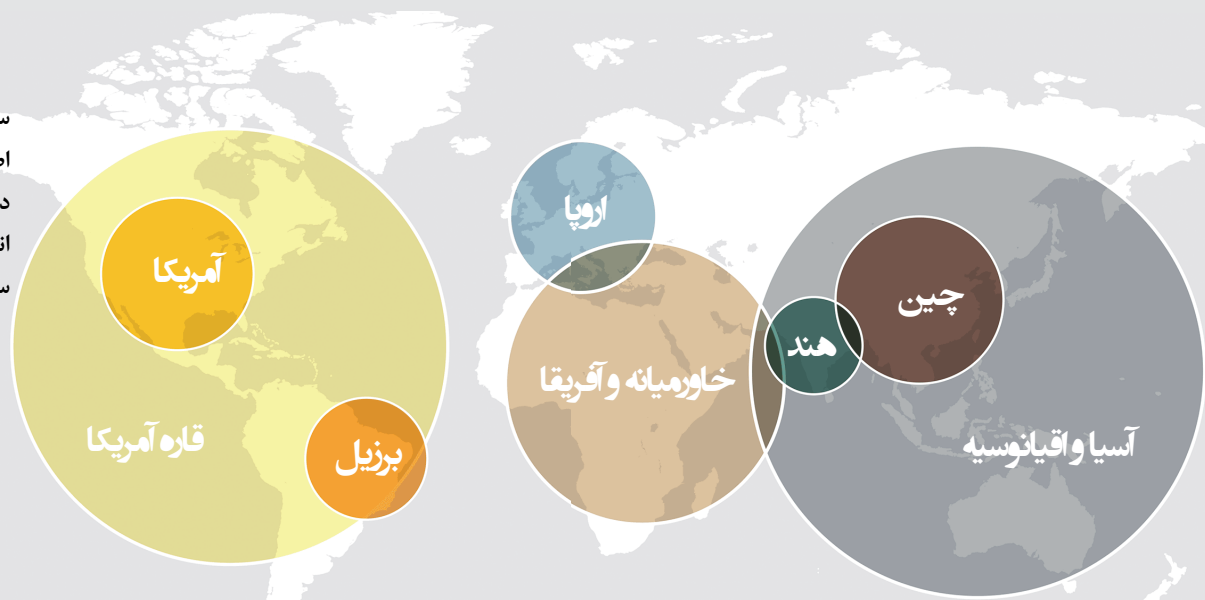 اروپا
آمریکا
چین
هند
خاورمیانه و آفریقا
قاره آمریکا
برزیل
آسیا و اقیانوسیه